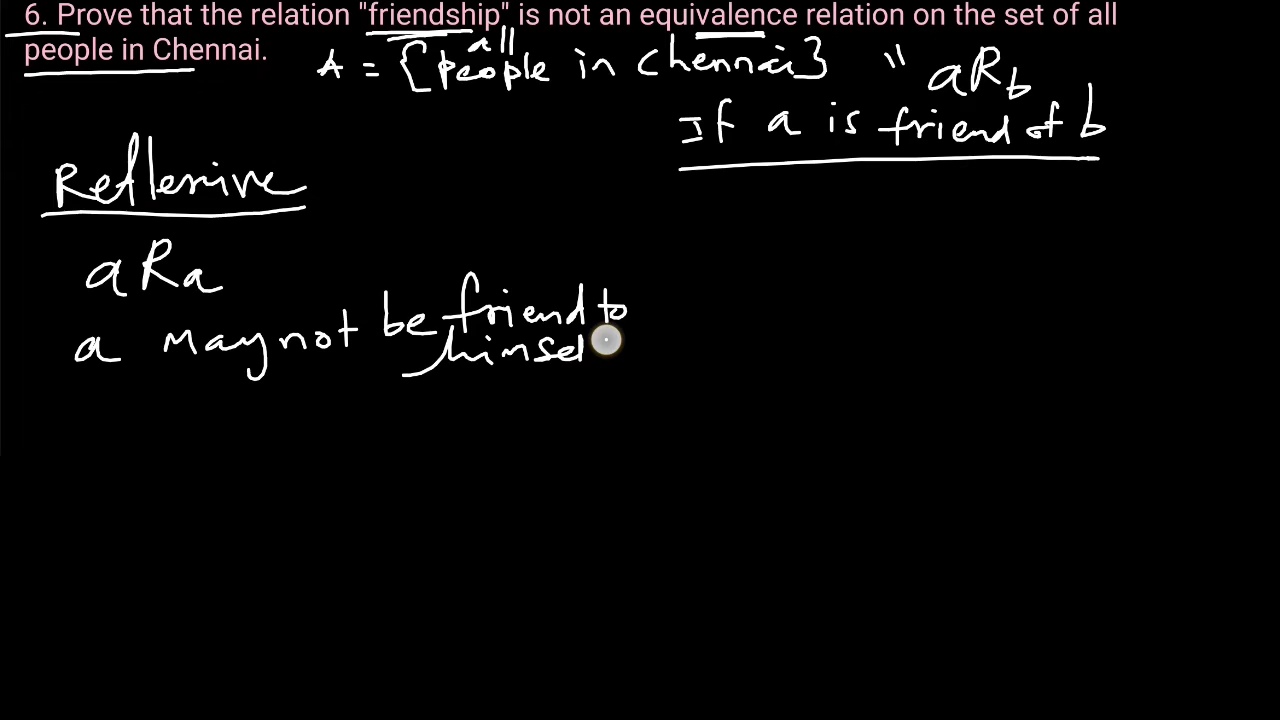 6. Prove that the relation "friendship" is not an equivalence relation on the set of all
people in Chennai.
all
A = {people in Chennai} " aRb
If a is friend of b
Reflexive
aRa
a may not be friend to
himsel